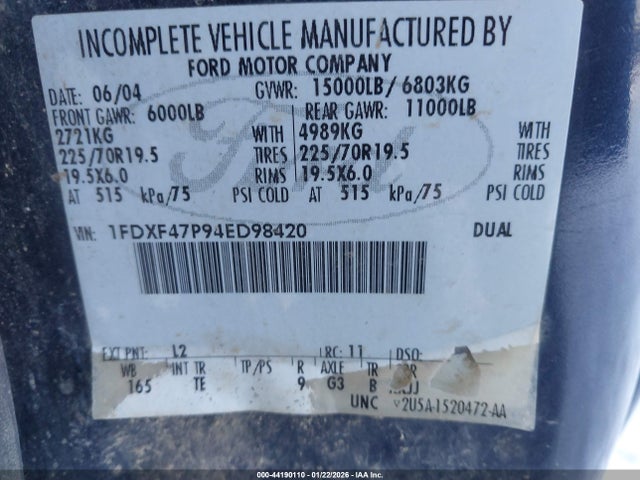 INCOMPLETE VEHICLE MANUFACTURED BY
FORD MOTOR COMPANY
DATE: 06/04 GVWR: 15000LB/ 6803KG
FRONT GAWR: 6000LB REAR GAWR: 11000LB
2721KG WITH 4989KG WITH
225/70R19.5 TIRES 225/70R19.5 TIRES
19.5X6.0 RIMS 19.5X6.0 RIMS
AT 515 kPa/75 PSI COLD AT 515 kPa/75 PSI COLD
VIN: 1FDXF47P94ED98420 DUAL
EXT PNT: L2 RC: 11 DSO:
WB INT TR TP/PS R AXLE TR
165 TE 9 G3 B
UNC
000-44190110 - 01/22/2026 - IAA Inc.